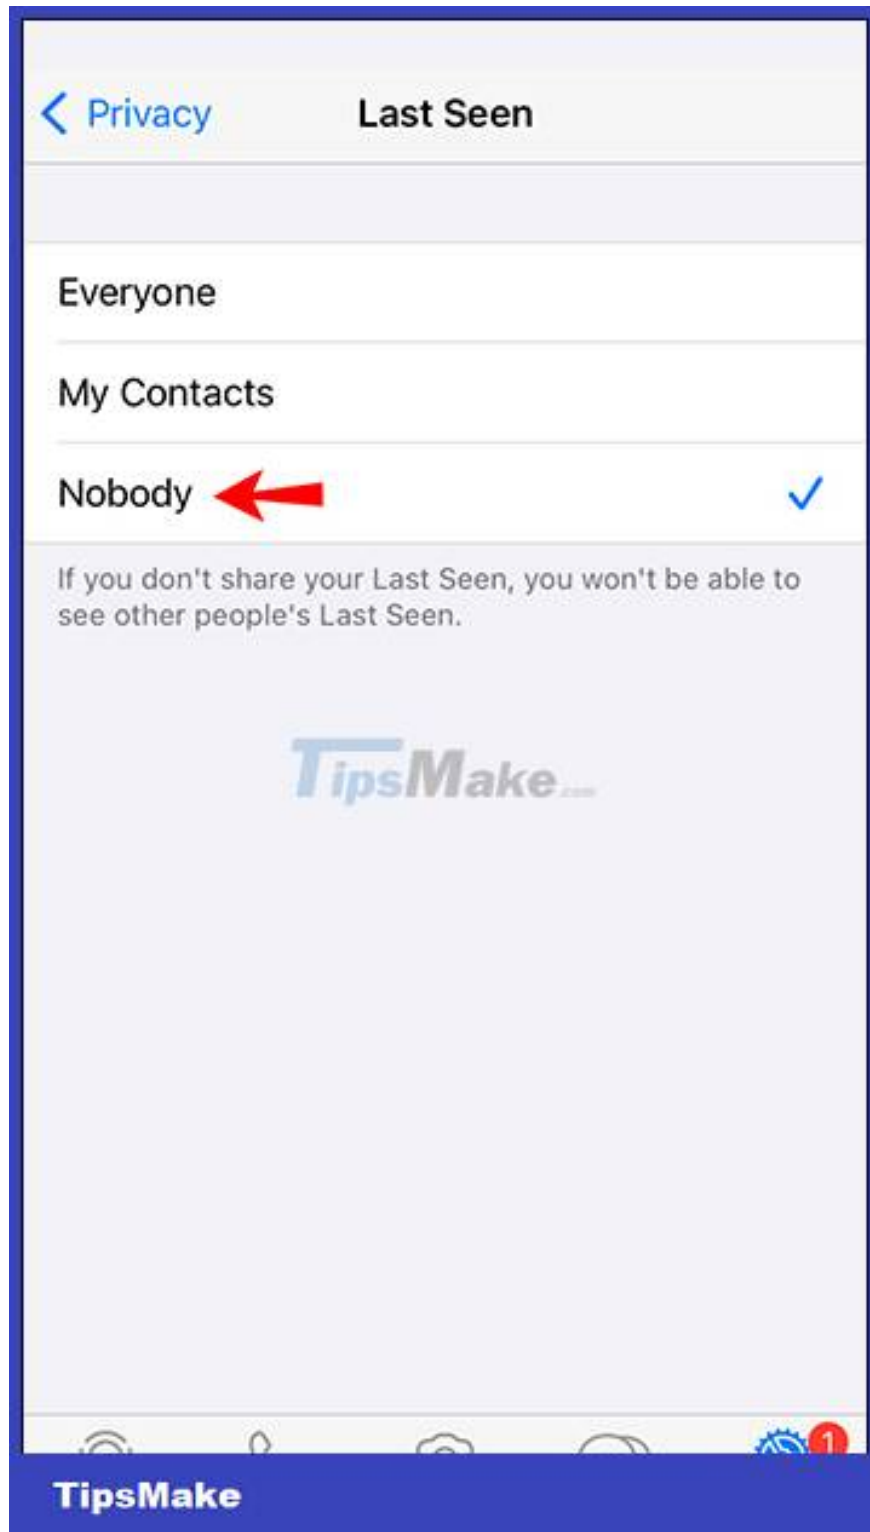 Privacy
Last Seen
Everyone
My Contacts
Nobody
If you don't share your Last Seen, you won't be able to
see other people's Last Seen.
TipsMake.com
1
TipsMake